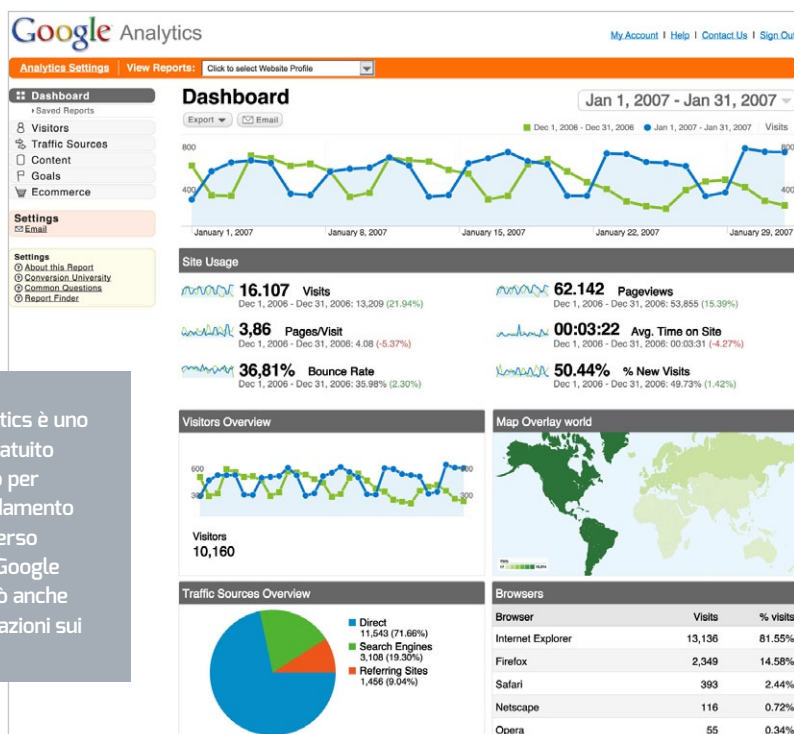 Google Analytics
My Account | Help | Contact Us | Sign Out
Analytics Settings | View Reports: Click to select Website Profile
Dashboard
Saved Reports
Visitors
Traffic Sources
Content
Goals
Ecommerce
Settings
Email
Settings
About this Report
Conversion University
Common Questions
Report Finder
Dashboard
Jan 1, 2007 - Jan 31, 2007
Export
Email
Dec 1, 2006 - Dec 31, 2006 Jan 1, 2007 - Jan 31, 2007 Visits
800 800
400 400
January 1, 2007 January 8, 2007 January 15, 2007 January 22, 2007 January 29, 2007
Site Usage
16.107 Visits
Dec 1, 2006 - Dec 31, 2006: 13,209 (21.94%)
62.142 Pageviews
Dec 1, 2006 - Dec 31, 2006: 53,855 (15.39%)
3,86 Pages/Visit
Dec 1, 2006 - Dec 31, 2006: 4.08 (-5.37%)
00:03:22 Avg. Time on Site
Dec 1, 2006 - Dec 31, 2006: 00:03:31 (-4.27%)
36,81% Bounce Rate
Dec 1, 2006 - Dec 31, 2006: 35.98% (2.30%)
50.44% % New Visits
Dec 1, 2006 - Dec 31, 2006: 49.73% (1.42%)
tics è uno
atuito
o per
damento
erso
Google
ò anche
azioni sui
Visitors Overview
600 600
300 300
Visitors
10,160
Map Overlay world
Traffic Sources Overview
Direct
11,543 (71.66%)
Search Engines
3,108 (19.30%)
Referring Sites
1,456 (9.04%)
Browsers
Browser Visits % visits
Internet Explorer 13,136 81.55%
Firefox 2,349 14.58%
Safari 393 2.44%
Netscape 116 0.72%
Opera 55 0.34%